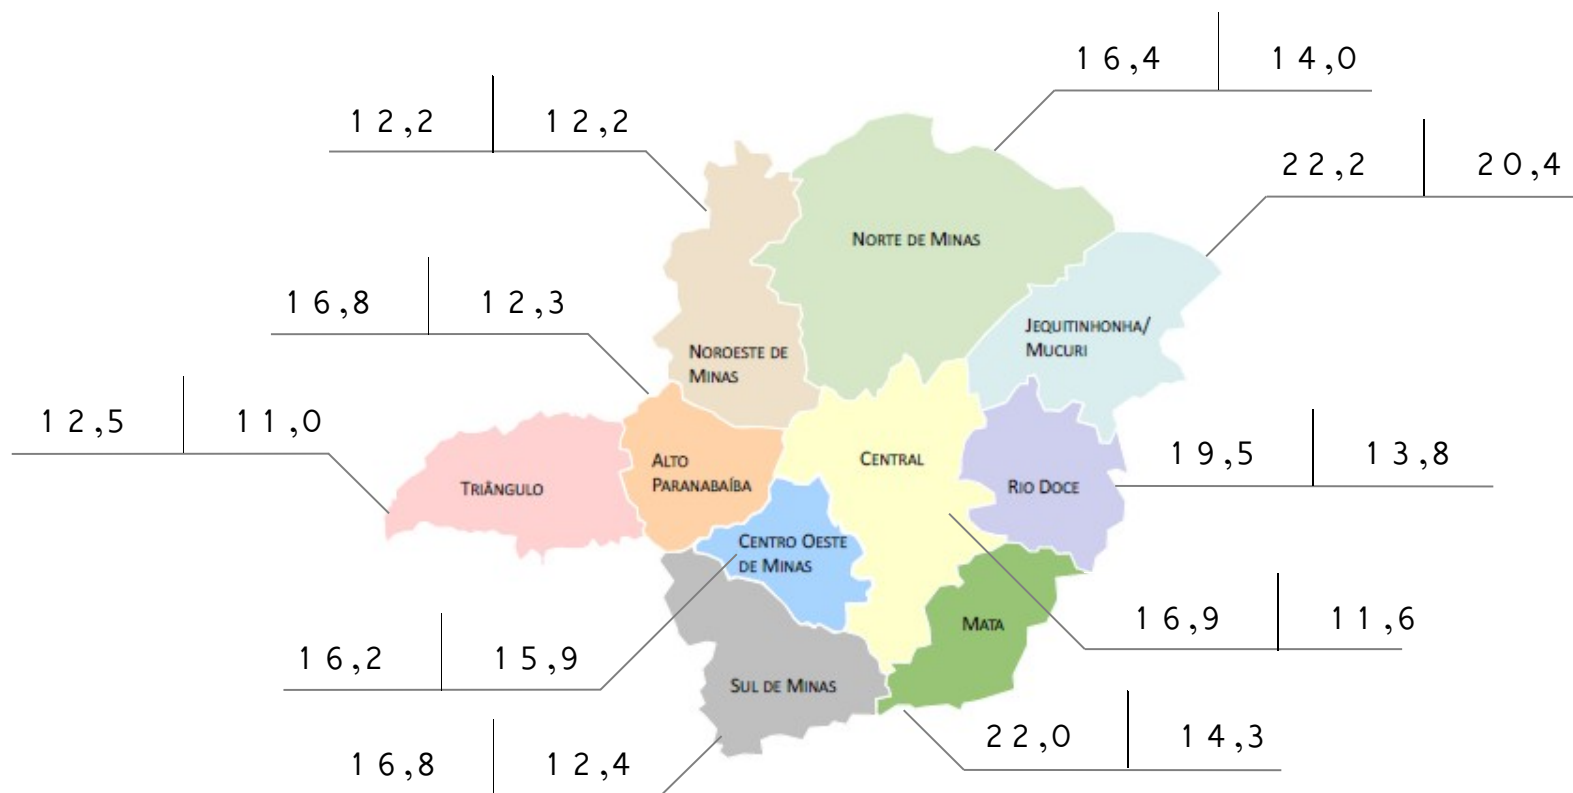 16,4 14,0
12,2 12,2
22,2 20,4
NORTE DE MINAS
16,8 12,3
JEQUITINHONHA/
MUCURI
NOROESTE DE
MINAS
12,5 11,0
ALTO
PARANABAÍBA
CENTRAL
19,5 13,8
TRIÂNGULO
RIO DOCE
CENTRO OESTE
DE MINAS
16,9 11,6
MATA
16,2 15,9
SUL DE MINAS
22,0 14,3
16,8 12,4